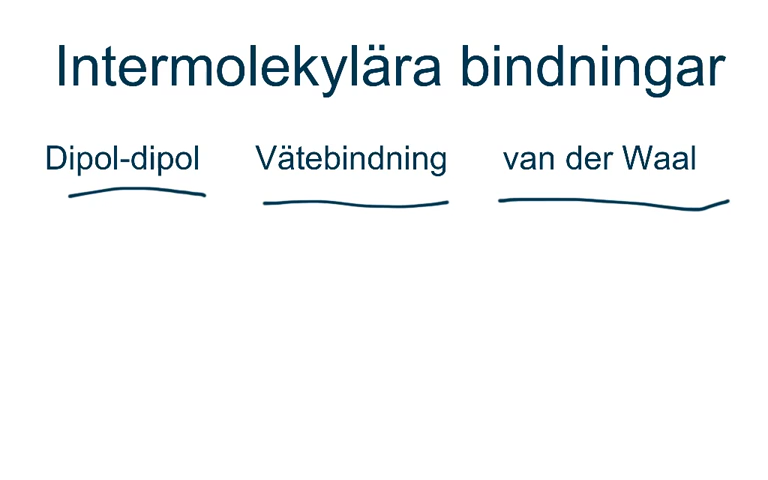 Intermolekylära bindningar
Dipol-dipol Vätebindning van der Waal